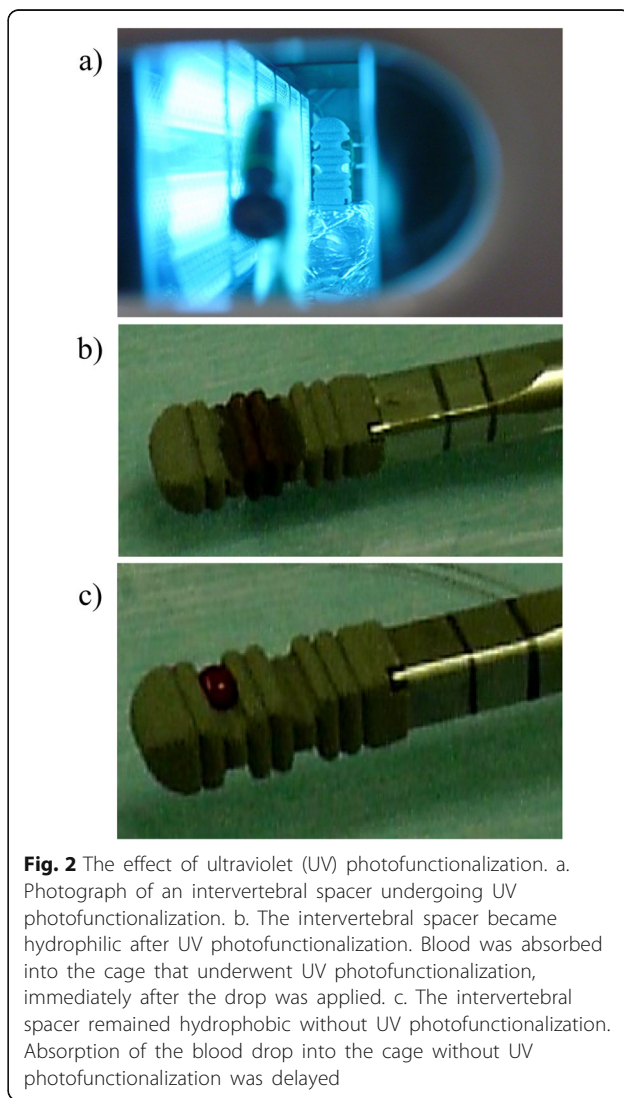 a)
b)
c)
Fig. 2 The effect of ultraviolet (UV) photofunctionalization. a.
Photograph of an intervertebral spacer undergoing UV
photofunctionalization. b. The intervertebral spacer became
hydrophilic after UV photofunctionalization. Blood was absorbed
into the cage that underwent UV photofunctionalization,
immediately after the drop was applied. c. The intervertebral
spacer remained hydrophobic without UV photofunctionalization.
Absorption of the blood drop into the cage without UV
photofunctionalization was delayed